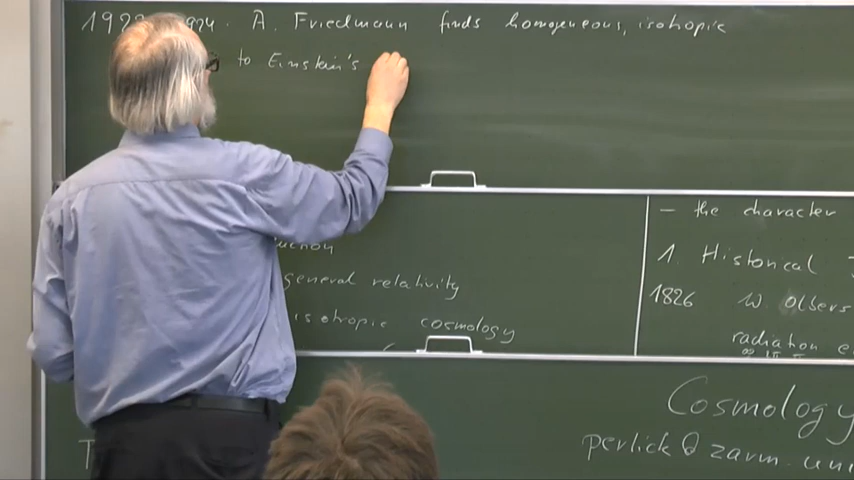 1922 1924. A. Friedmann finds homogeneous, isotropic
to Einstein's
general relativity
isotropic cosmology
– the character
1. Historical
1826 W. Olbers
radiation
Cosmology
perlick@zarm.uni